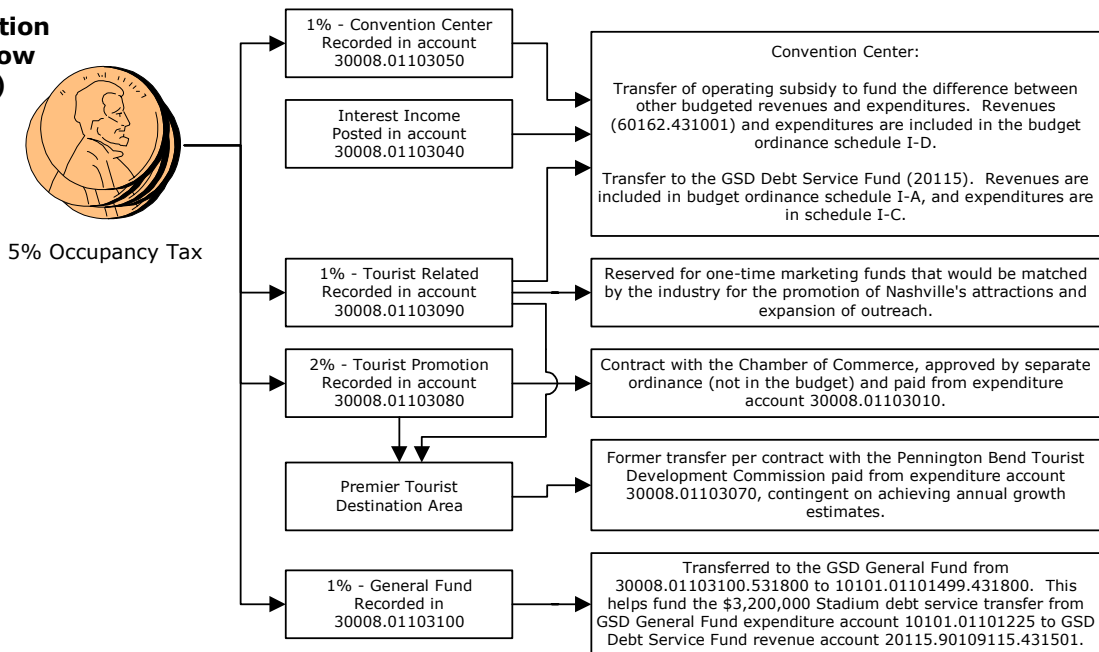 tion
ow
)
5% Occupancy Tax
1% - Convention Center
Recorded in account
30008.01103050
Interest Income
Posted in account
30008.01103040
Convention Center:
Transfer of operating subsidy to fund the difference between
other budgeted revenues and expenditures.  Revenues
(60162.431001) and expenditures are included in the budget
ordinance schedule I-D.
Transfer to the GSD Debt Service Fund (20115).  Revenues are
included in budget ordinance schedule I-A, and expenditures are
in schedule I-C.
1% - Tourist Related
Recorded in account
30008.01103090
Reserved for one-time marketing funds that would be matched
by the industry for the promotion of Nashville's attractions and
expansion of outreach.
2% - Tourist Promotion
Recorded in account
30008.01103080
Contract with the Chamber of Commerce, approved by separate
ordinance (not in the budget) and paid from expenditure
account 30008.01103010.
Premier Tourist
Destination Area
Former transfer per contract with the Pennington Bend Tourist
Development Commission paid from expenditure account
30008.01103070, contingent on achieving annual growth
estimates.
1% - General Fund
Recorded in
30008.01103100
Transferred to the GSD General Fund from
30008.01103100.531800 to 10101.01101499.431800.  This
helps fund the $3,200,000 Stadium debt service transfer from
GSD General Fund expenditure account 10101.01101225 to GSD
Debt Service Fund revenue account 20115.90109115.431501.